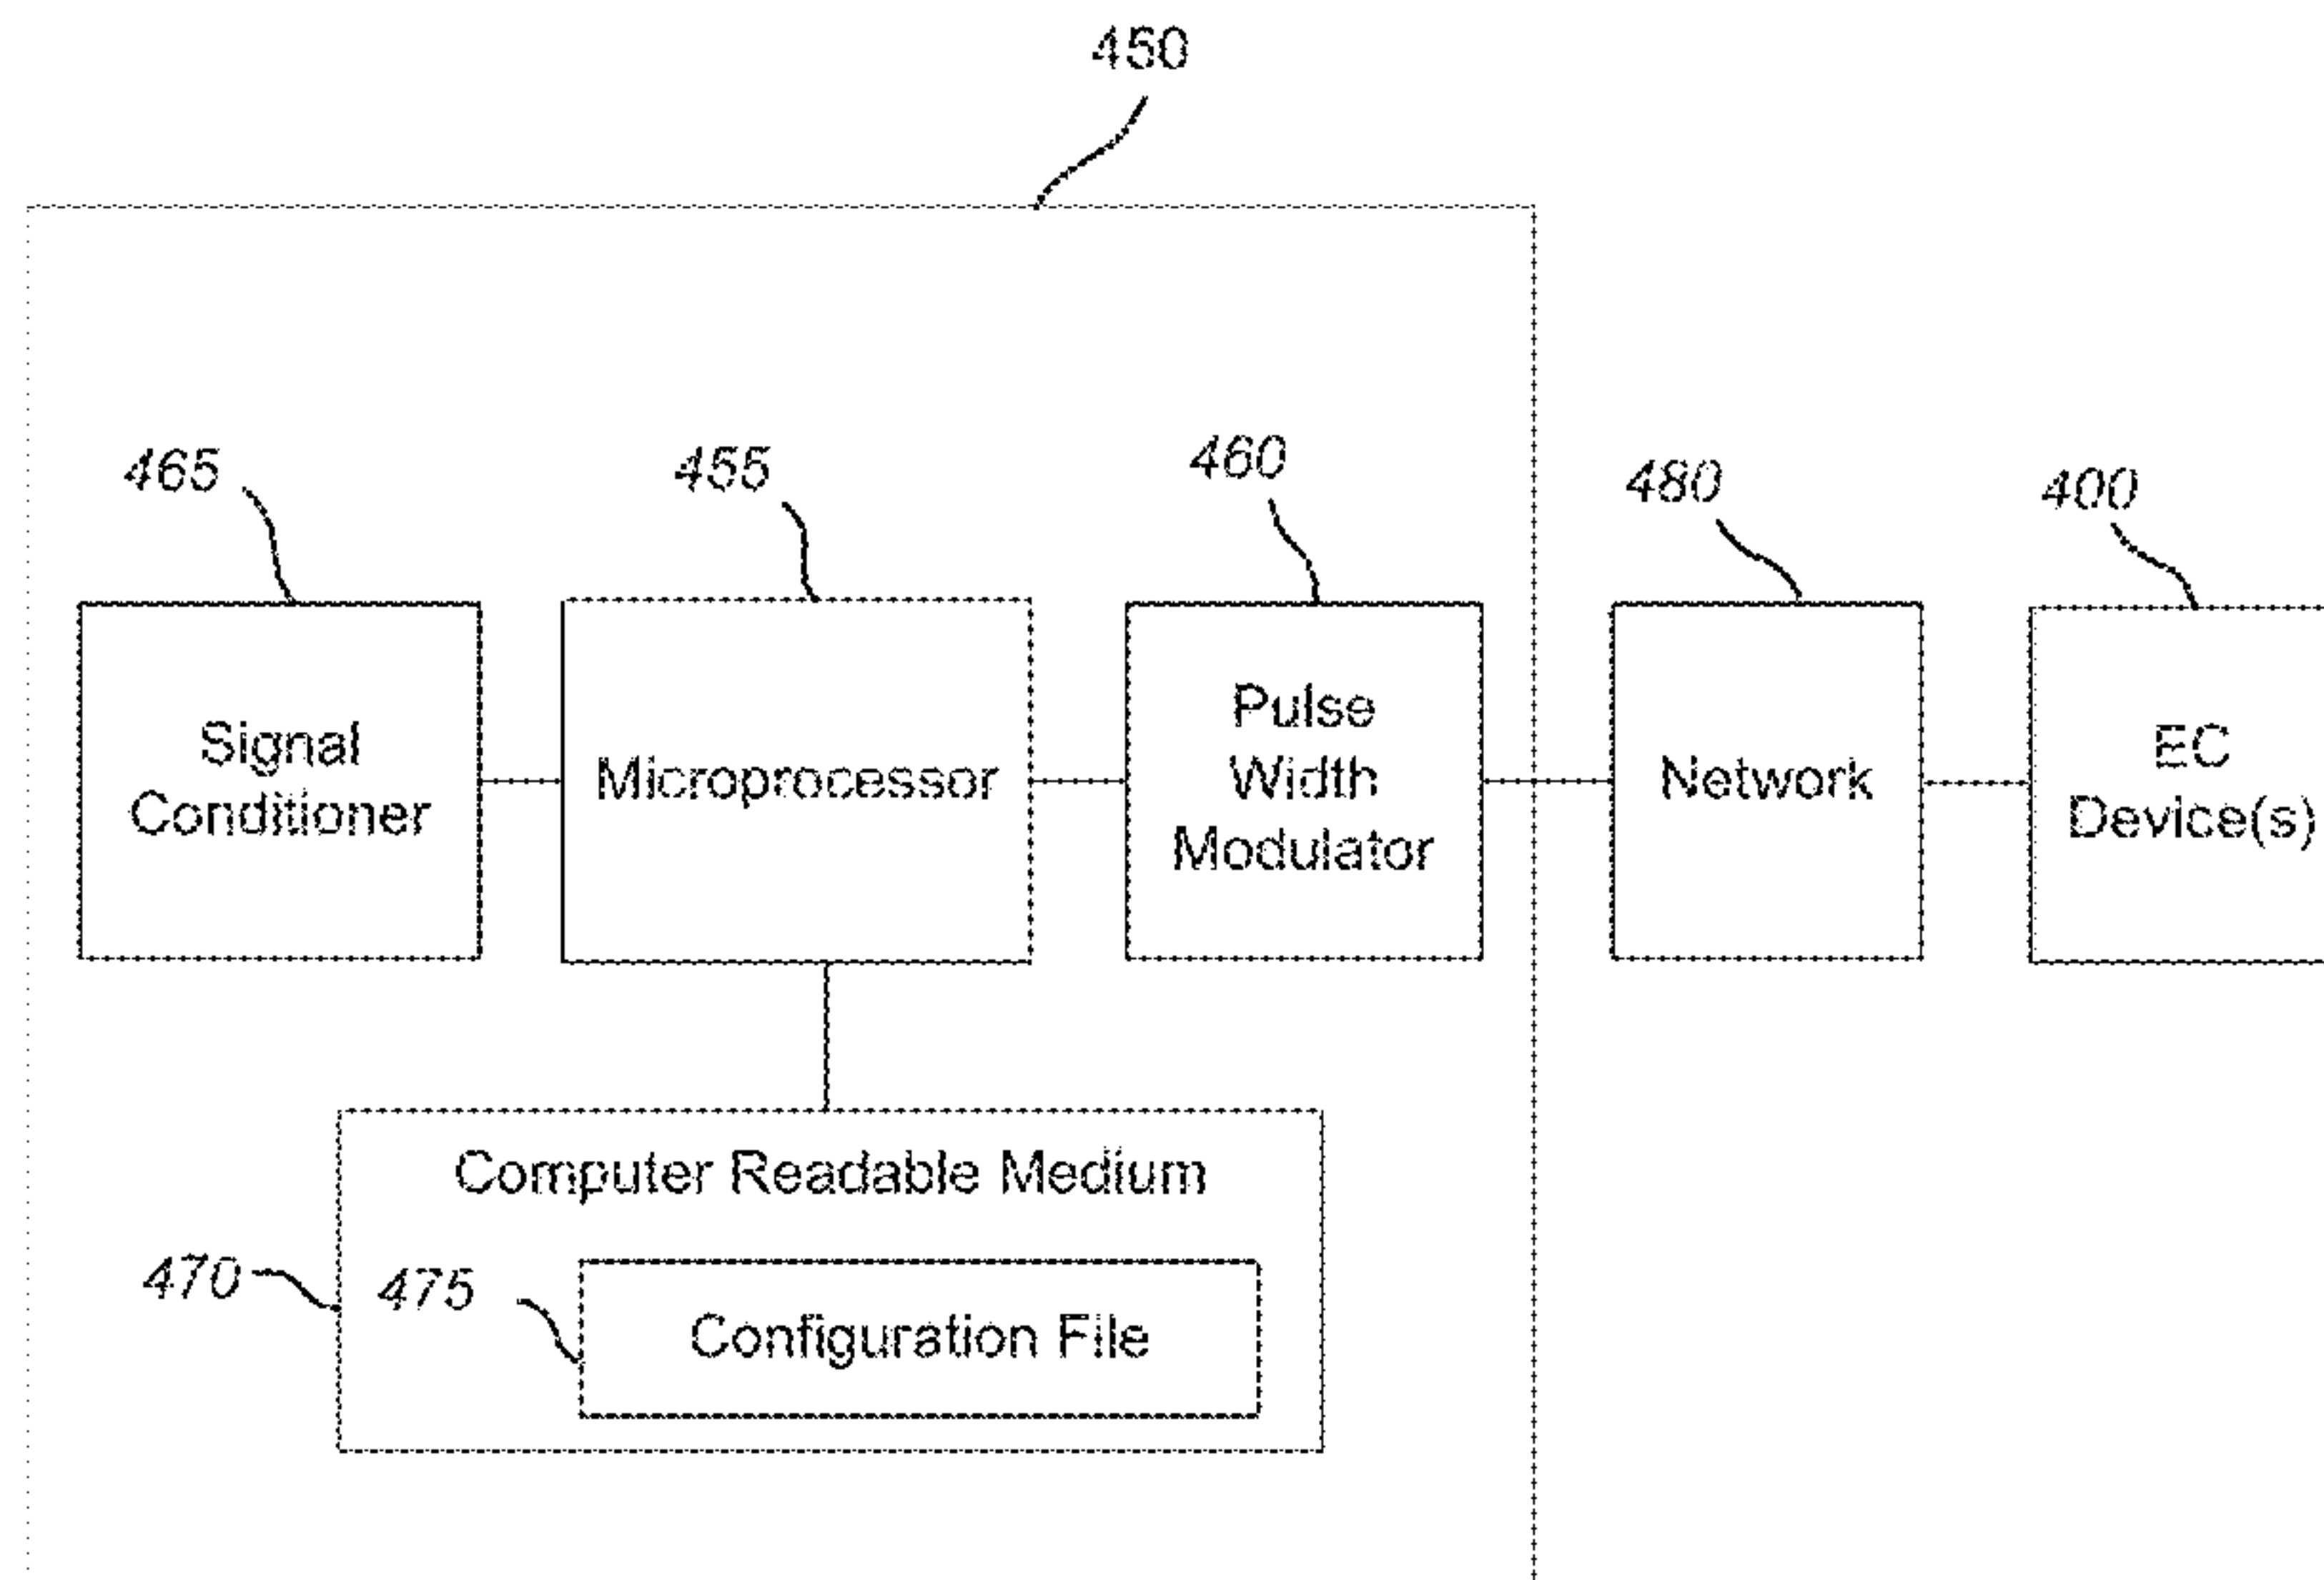 450
465
455
460
480
400
Signal
Conditioner
Microprocessor
Pulse
Width
Modulator
Network
EC
Device(s)
Computer Readable Medium
470
475
Configuration File